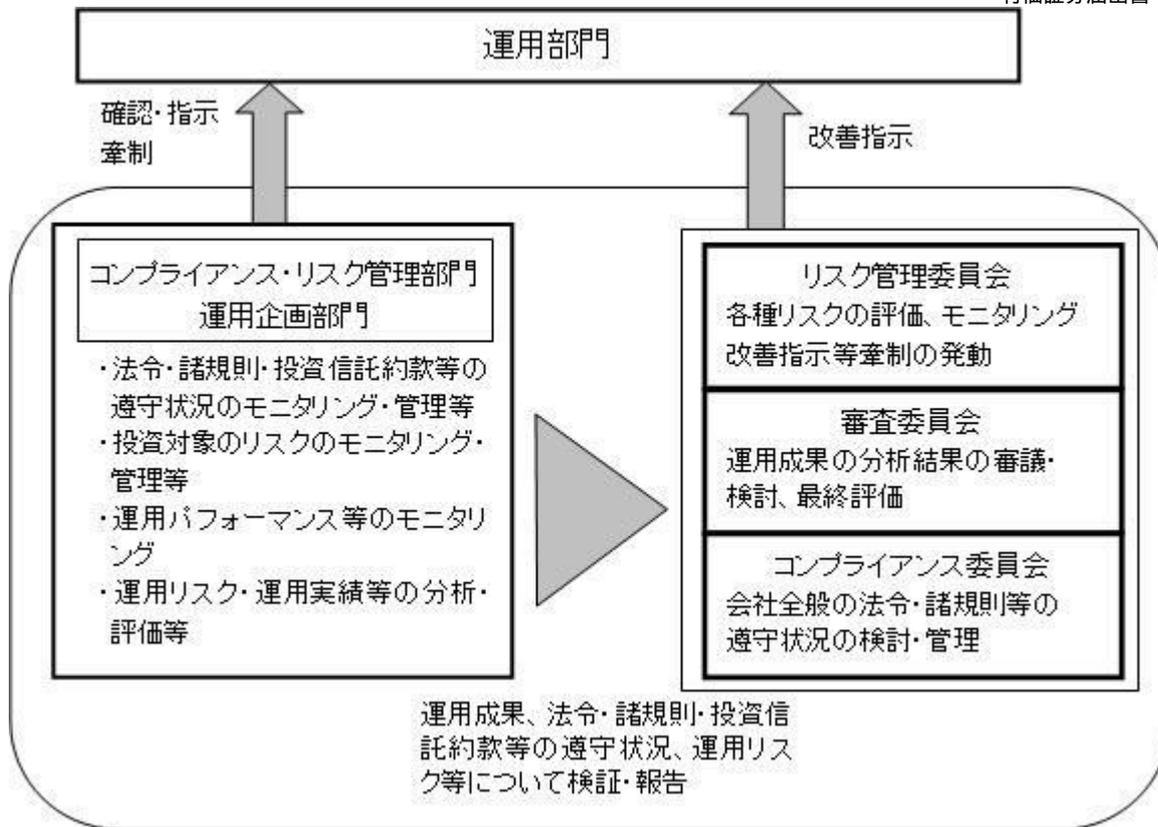 運用部門
確認・指示
牽制
改善指示
コンプライアンス・リスク管理部門
運用企画部門
・法令・諸規則・投資信託約款等の
遵守状況のモニタリング・管理等
・投資対象のリスクのモニタリング・
管理等
・運用パフォーマンス等のモニタリ
ング
・運用リスク・運用実績等の分析・
評価等
リスク管理委員会
各種リスクの評価、モニタリング
改善指示等牽制の発動
審査委員会
運用成果の分析結果の審議・
検討、最終評価
コンプライアンス委員会
会社全般の法令・諸規則等の
遵守状況の検討・管理
運用成果、法令・諸規則・投資信
託約款等の遵守状況、運用リス
ク等について検証・報告